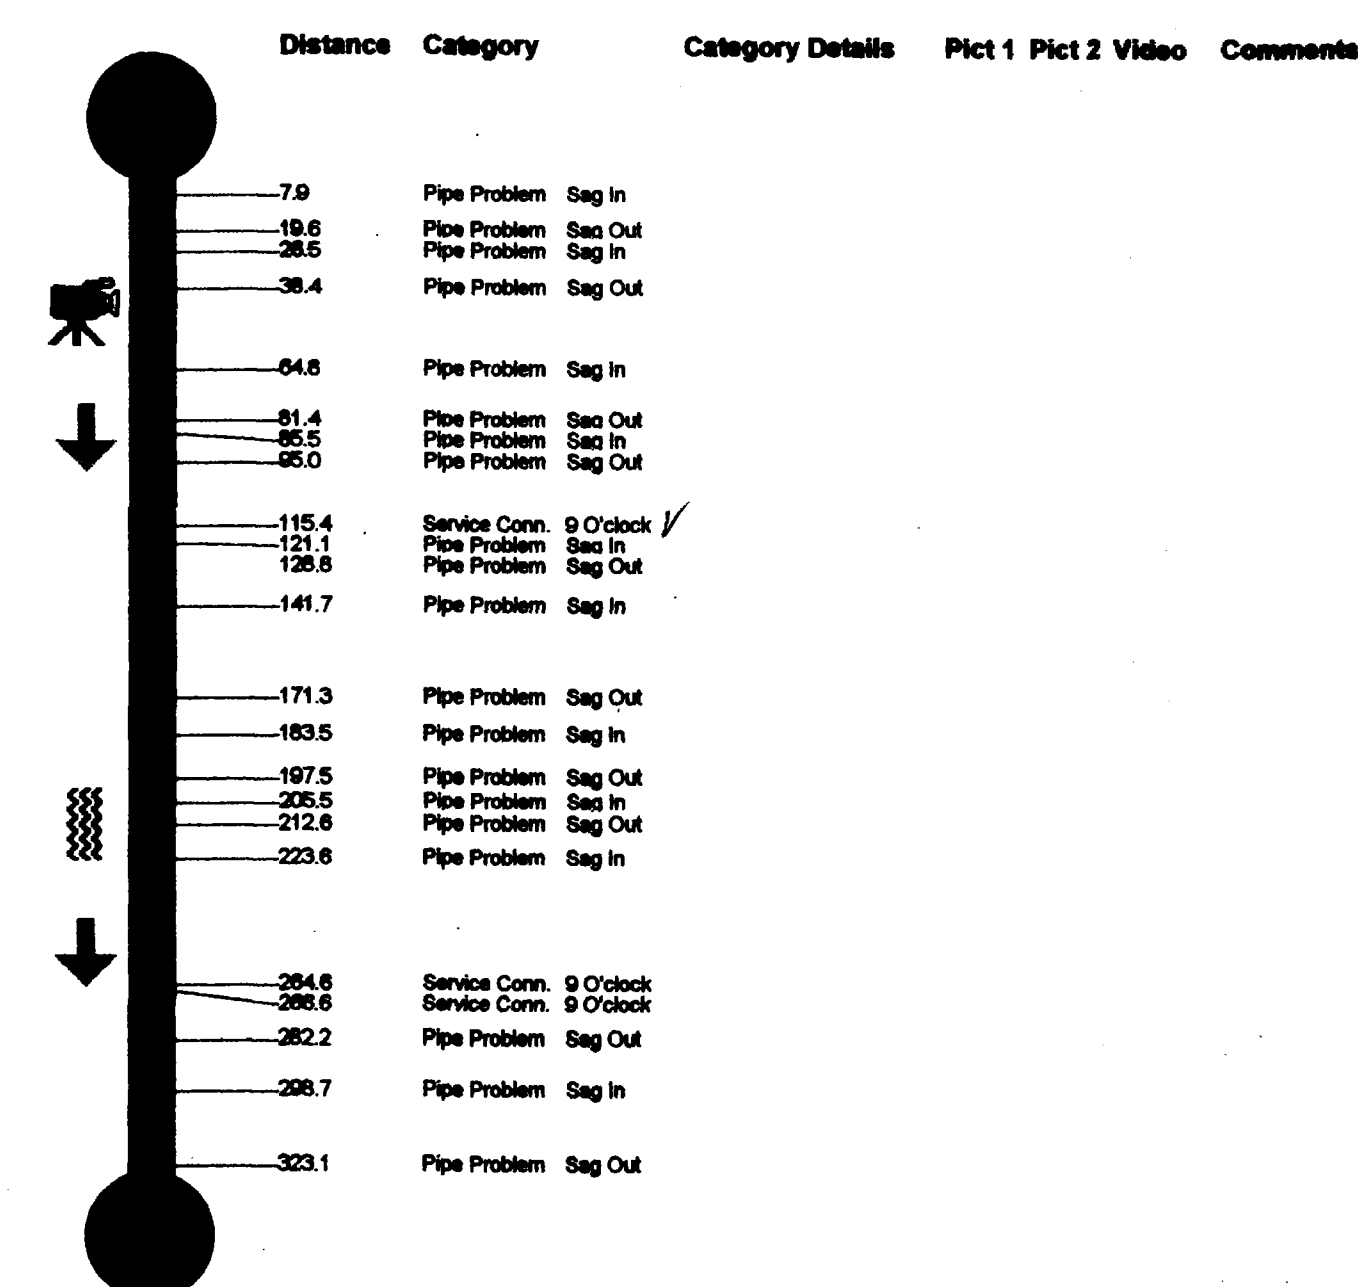 Distance Category Category Details Pict 1 Pict 2 Video Comments
7.9 Pipe Problem Sag In
19.6 Pipe Problem Sag Out
26.5 Pipe Problem Sag In
38.4 Pipe Problem Sag Out
64.8 Pipe Problem Sag In
81.4 Pipe Problem Sag Out
85.5 Pipe Problem Sag In
95.0 Pipe Problem Sag Out
115.4 Service Conn. 9 O'clock
121.1 Pipe Problem Sag In
Pipe Problem Sag Out
141.7 Pipe Problem Sag In
171.3 Pipe Problem Sag Out
183.5 Pipe Problem Sag In
197.5 Pipe Problem Sag Out
205.5 Pipe Problem Sag In
212.6 Pipe Problem Sag Out
223.6 Pipe Problem Sag In
264.6 Service Conn. 9 O'clock
266.6 Service Conn. 9 O'clock
282.2 Pipe Problem Sag Out
298.7 Pipe Problem Sag In
323.1 Pipe Problem Sag Out